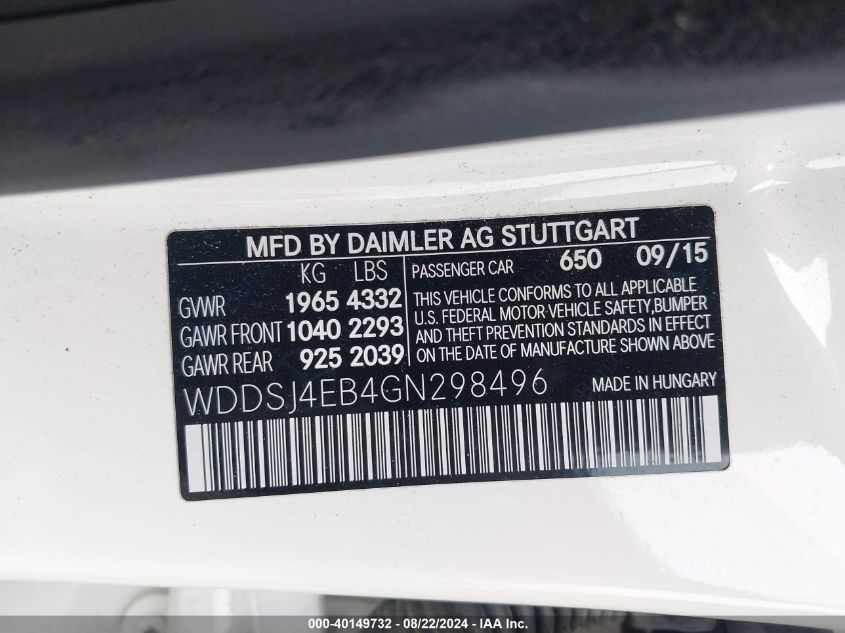 MFD BY DAIMLER AG STUTTGART
KG LBS
GVWR 1965 4332
GAWR FRONT 1040 2293
GAWR REAR 925 2039
PASSENGER CAR 650 09/15
THIS VEHICLE CONFORMS TO ALL APPLICABLE
U.S. FEDERAL MOTOR VEHICLE SAFETY,BUMPER
AND THEFT PREVENTION STANDARDS IN EFFECT
ON THE DATE OF MANUFACTURE SHOWN ABOVE
WDDSJ4EB4GN298496 MADE IN HUNGARY
000-40149732 - 08/22/2024 - IAA Inc.